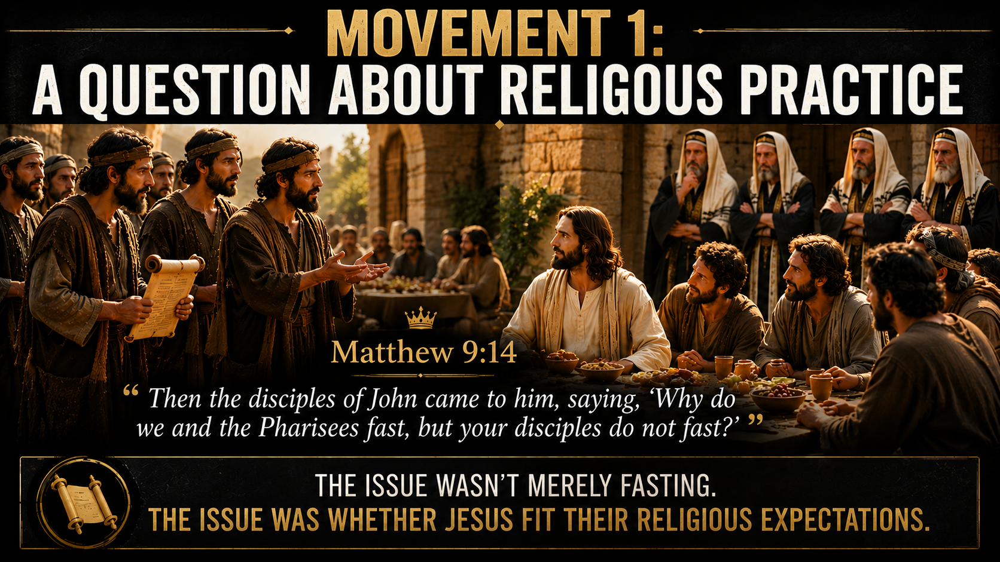 MOVEMENT 1:
A QUESTION ABOUT RELIGOUS PRACTICE
Matthew 9:14
“ Then the disciples of John came to him, saying, ‘Why do
we and the Pharisees fast, but your disciples do not fast?’ ”
THE ISSUE WASN’T MERELY FASTING.
THE ISSUE WAS WHETHER JESUS FIT THEIR RELIGIOUS EXPECTATIONS.